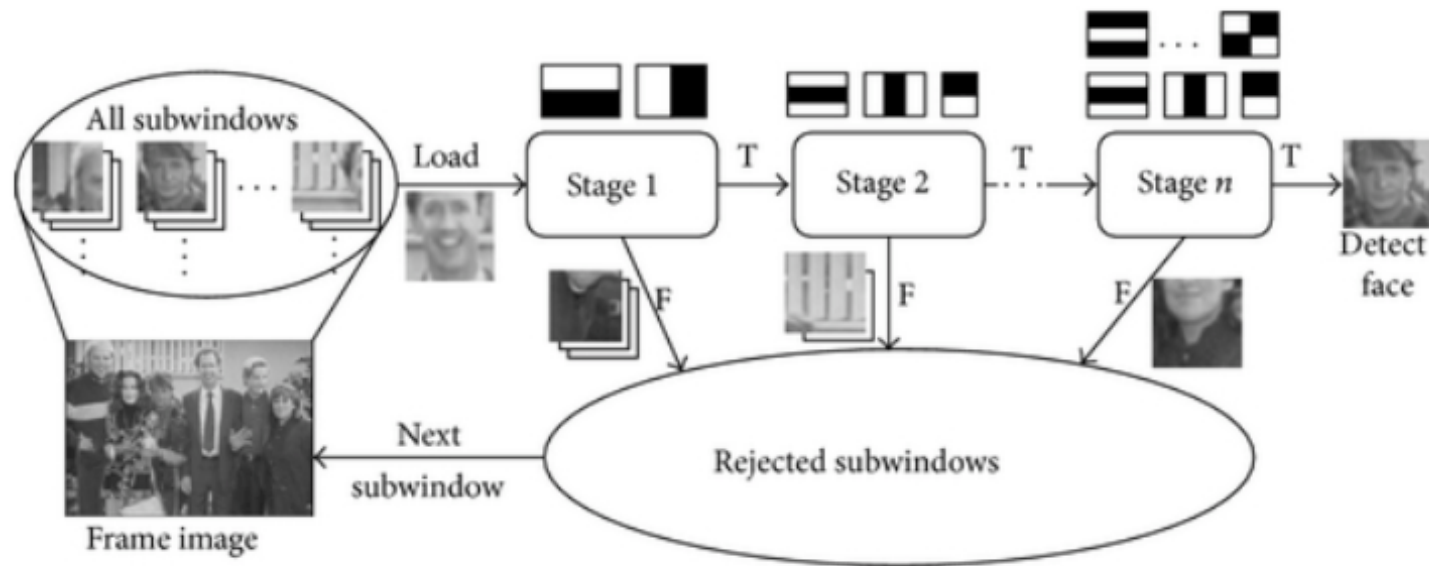 All subwindows
Load
T
T
T
Stage 1
Stage 2
Stage n
Detect
face
F
F
F
Next
subwindow
Rejected subwindows
Frame image